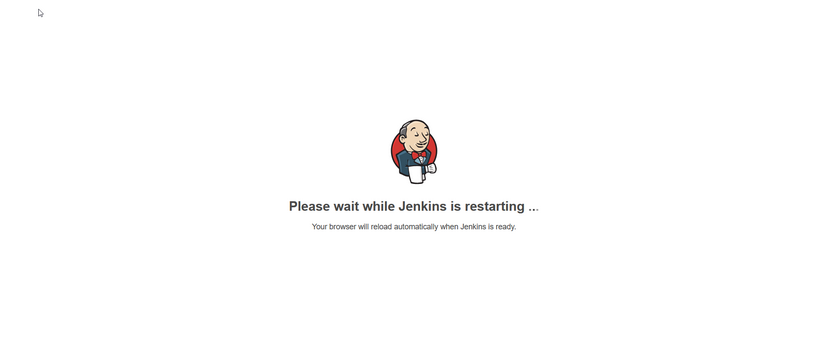 Please wait while Jenkins is restarting ...
Your browser will reload automatically when Jenkins is ready.